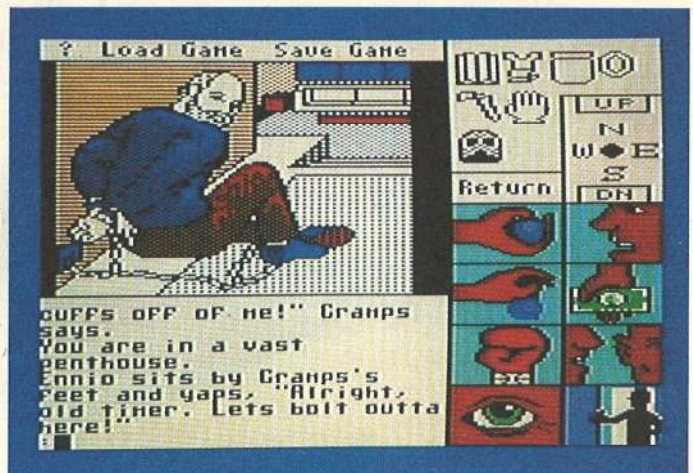 ? Load Game Save Game
UP
N
W E
S
DN
Return
cuffs off of me!" Cramps
says.
You are in a vast
penthouse.
Ennio sits by Cramps's
feet and yaps, "Alright,
old timer. Lets bolt outta
here!"
: